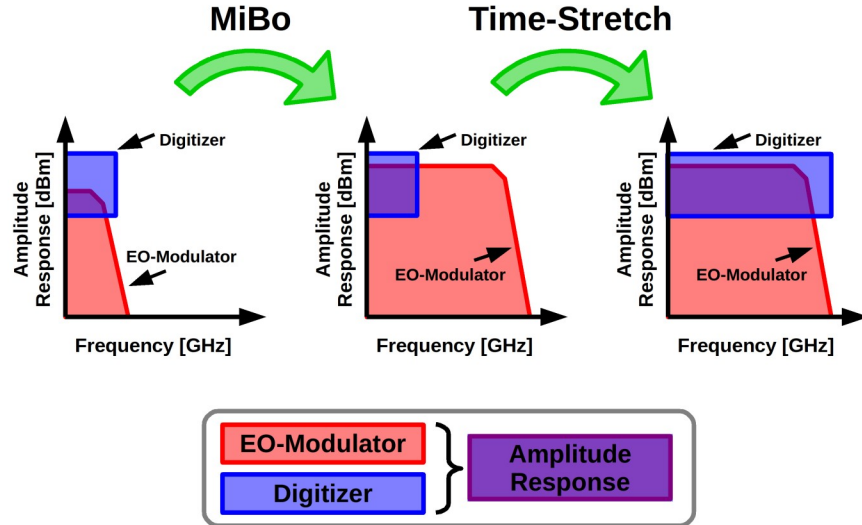 MiBo
Time-Stretch
Digitizer
EO-Modulator
Amplitude
Response [dBm]
Frequency [GHz]
Digitizer
EO-Modulator
Amplitude
Response [dBm]
Frequency [GHz]
Digitizer
EO-Modulator
Amplitude
Response [dBm]
Frequency [GHz]
EO-Modulator
Digitizer
Amplitude
Response